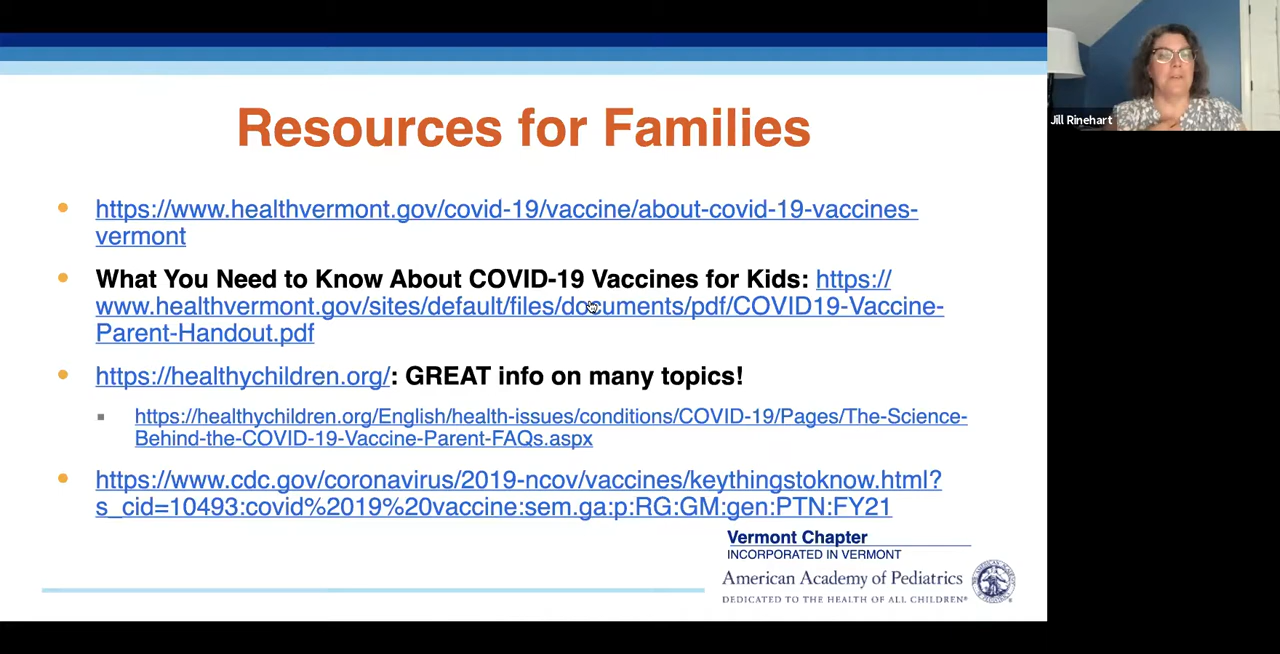 Resources for Families
Jill Rinehart
https://www.healthvermont.gov/covid-19/vaccine/about-covid-19-vaccines-
vermont
What You Need to Know About COVID-19 Vaccines for Kids: https://
www.healthvermont.gov/sites/default/files/documents/pdf/COVID19-Vaccine-
Parent-Handout.pdf
https://healthychildren.org/: GREAT info on many topics!
https://healthychildren.org/English/health-issues/conditions/COVID-19/Pages/The-Science-
Behind-the-COVID-19-Vaccine-Parent-FAQs.aspx
https://www.cdc.gov/coronavirus/2019-ncov/vaccines/keythingstoknow.html?
s_cid=10493:covid%2019%20vaccine:sem.ga:p:RG:GM:gen:PTN:FY21
Vermont Chapter
INCORPORATED IN VERMONT
American Academy of Pediatrics
DEDICATED TO THE HEALTH OF ALL CHILDREN®